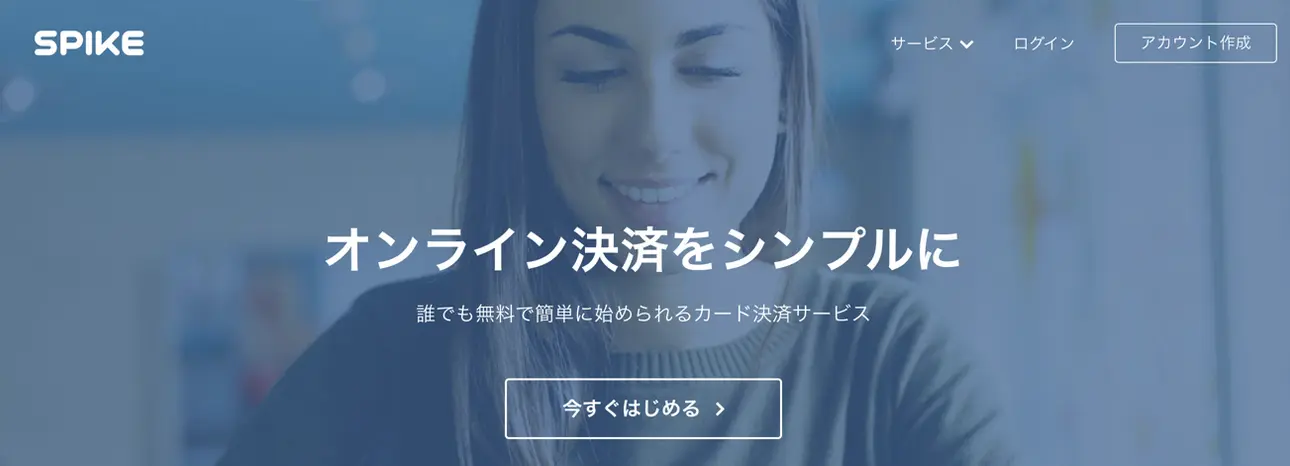 SPIKE
サービス
ログイン
アカウント作成
オンライン決済をシンプルに
誰でも無料で簡単に始められるカード決済サービス
今すぐはじめる